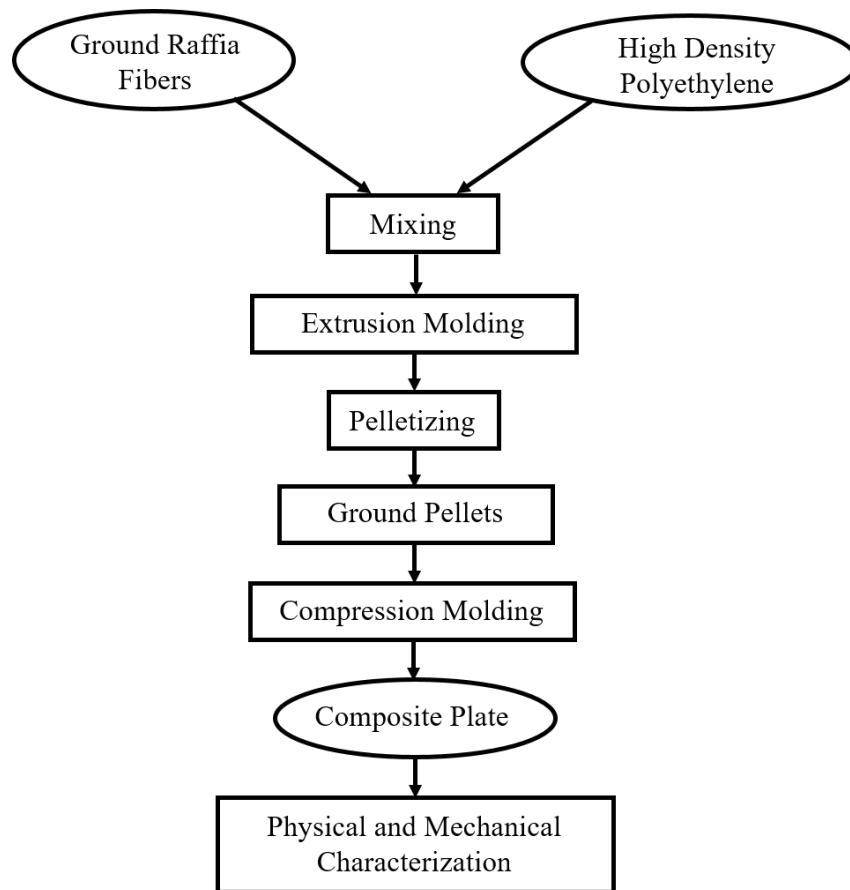 Ground Raffia
Fibers
High Density
Polyethylene
Mixing
Extrusion Molding
Pelletizing
Ground Pellets
Compression Molding
Composite Plate
Physical and Mechanical
Characterization